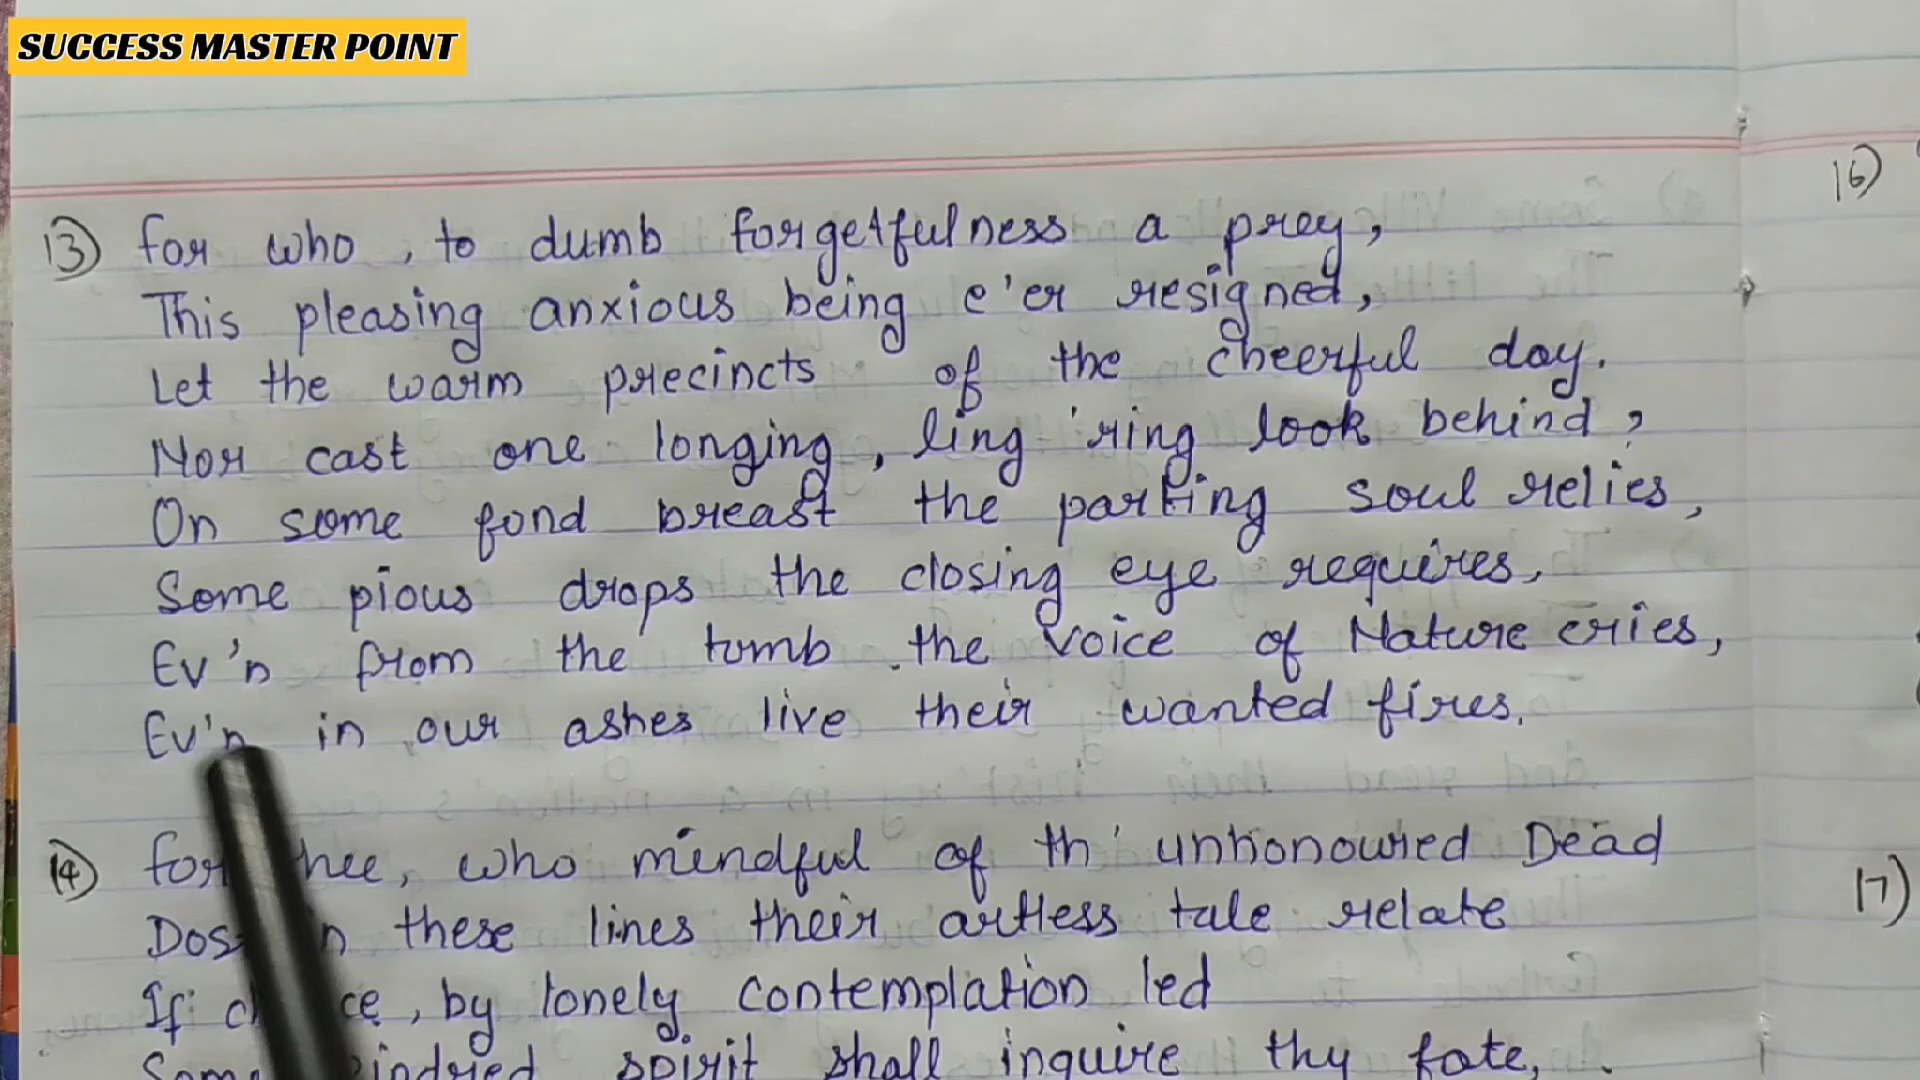 SUCCESS MASTER POINT
13) For who, to dumb forgetfulness a prey,
This pleasing anxious being e'er resigned,
Let the warm precincts of the cheerful day.
Nor cast one longing, ling'ring look behind?
On some fond breast the parting soul relies,
Some pious drops the closing eye requires,
Ev'n from the tomb the voice of Nature cries,
Ev'n in our ashes live their wanted fires.
14) For hee, who mindful of th' unhonoured Dead
Dos n these lines their artless tale relate
If ch ce, by lonely contemplation led
Some indred spirit shall inquire thy fate,
16)
17)